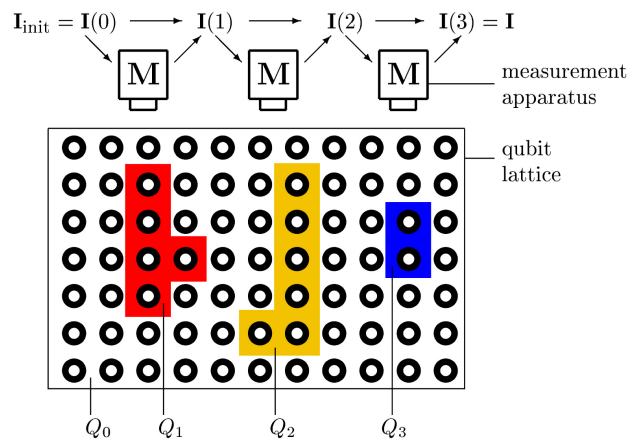 I_init = I(0) → I(1) → I(2) → I(3) = I
M M M
measurement
apparatus
qubit
lattice
Q_0 Q_1 Q_2 Q_3